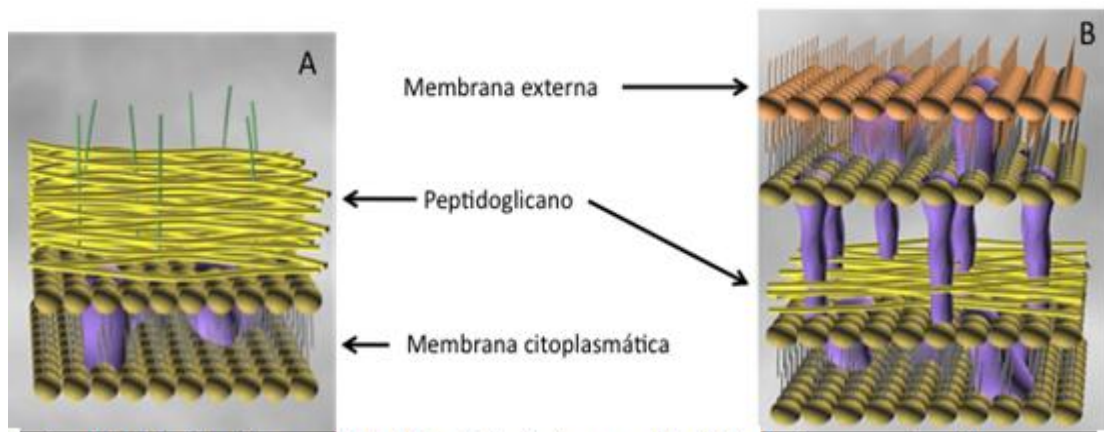 A
B
Membrana externa
Peptidoglicano
Membrana citoplasmática